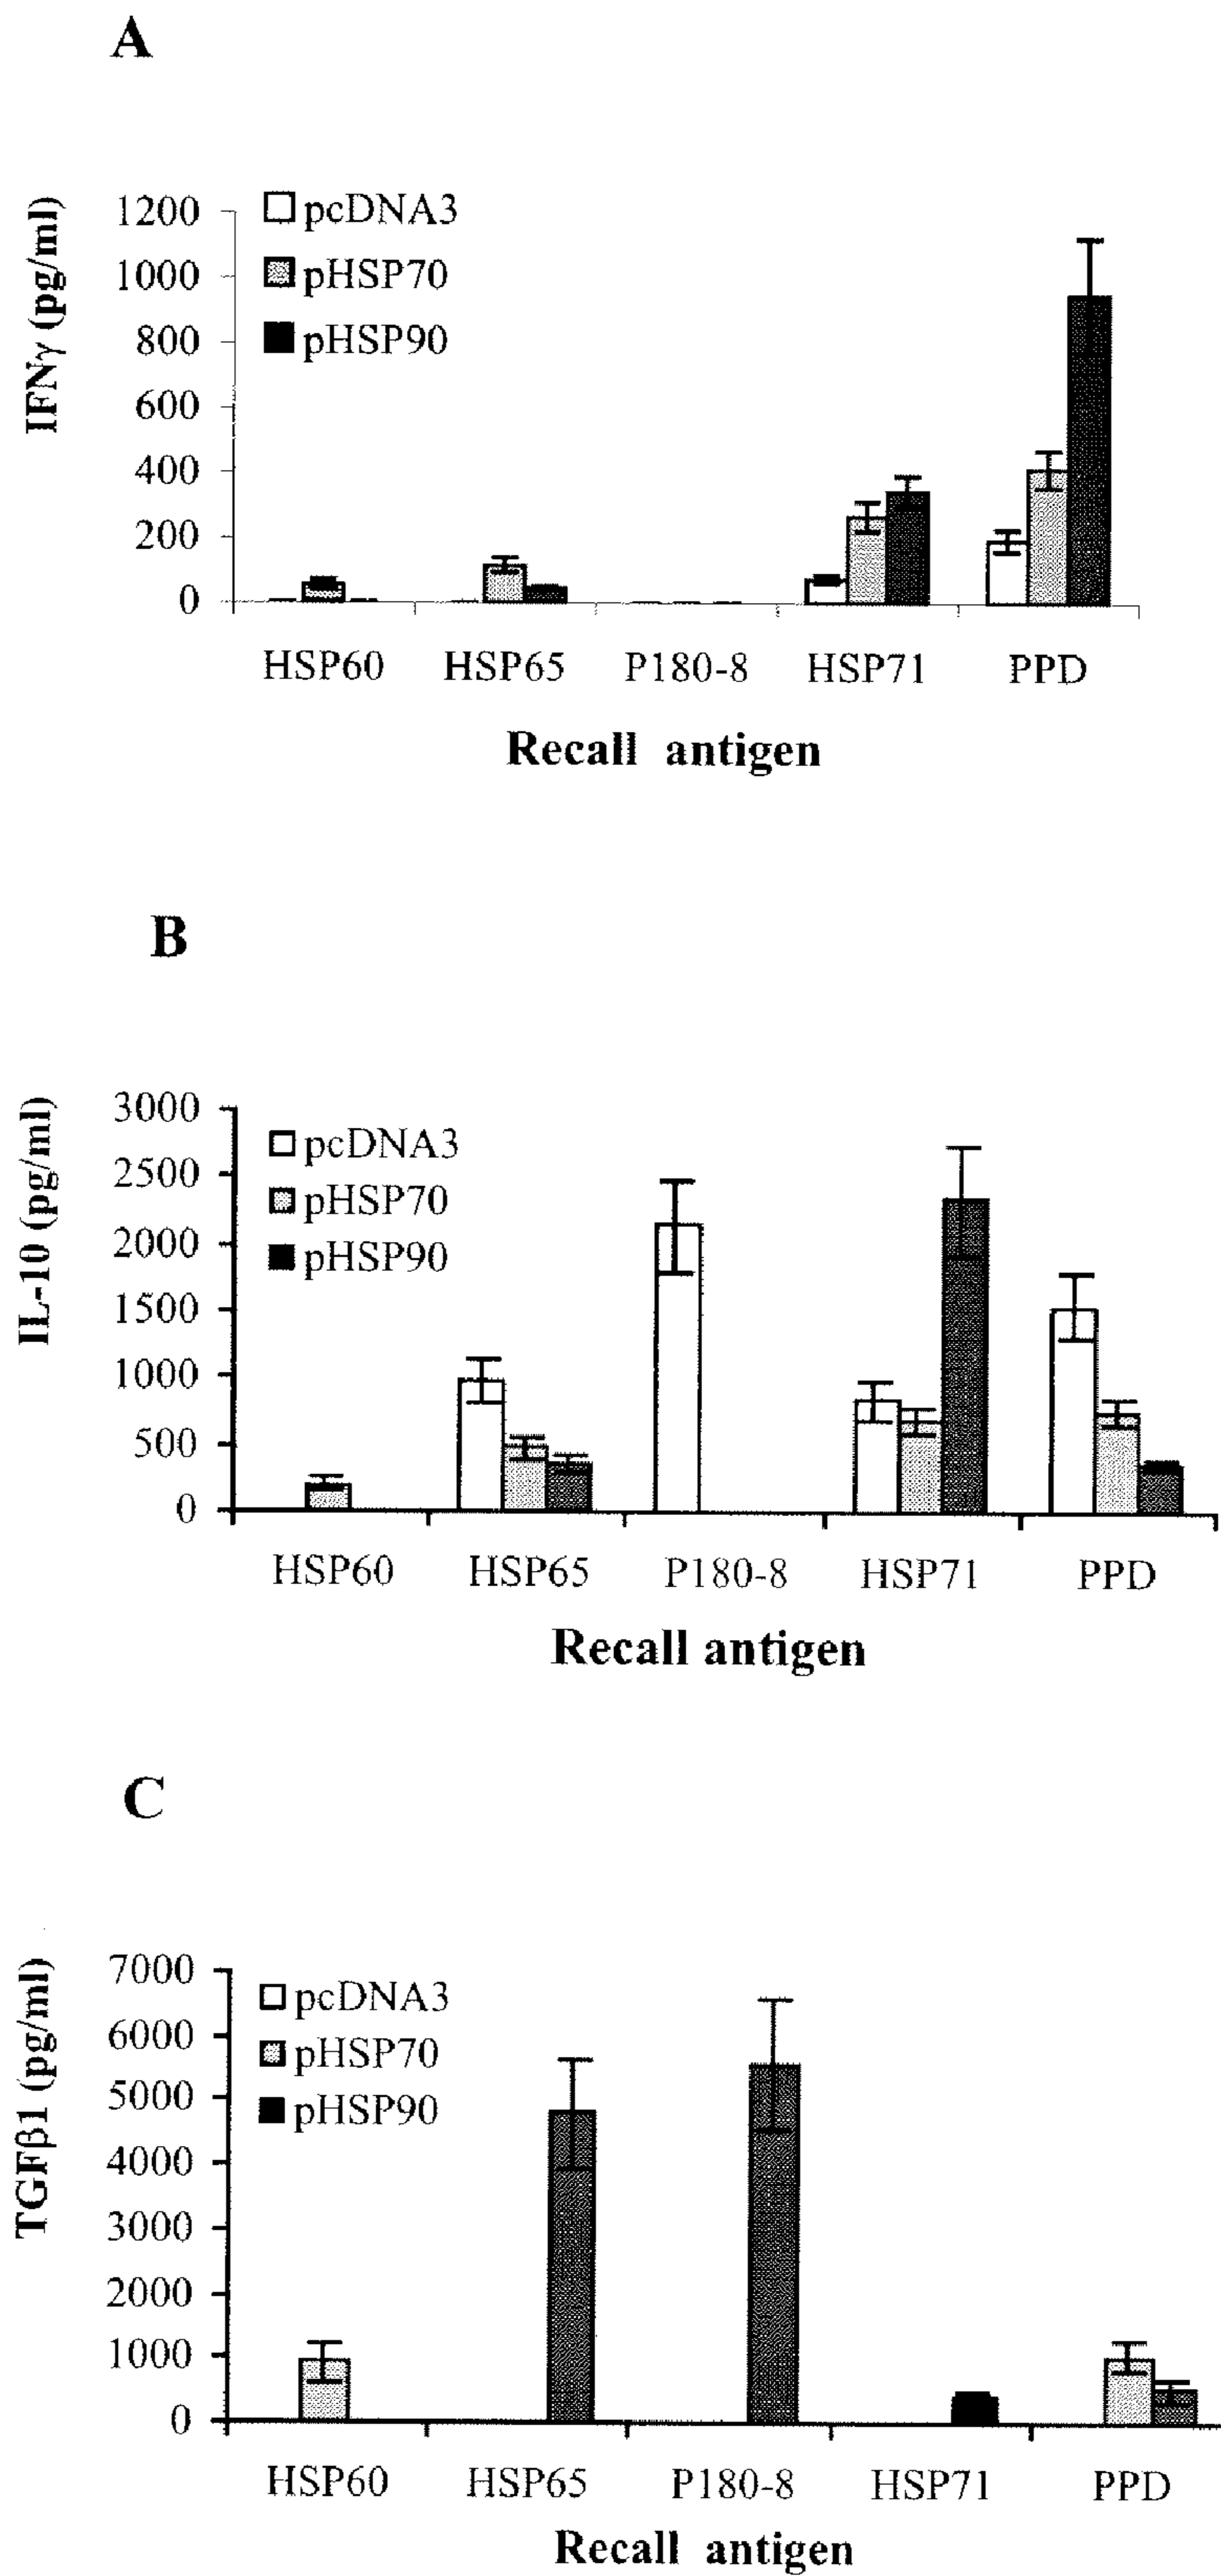 A
IFNγ (pg/ml)
1200
1000
800
600
400
200
0
pcDNA3
pHSP70
pHSP90
HSP60 HSP65 P180-8 HSP71 PPD
Recall antigen
B
IL-10 (pg/ml)
3000
2500
2000
1500
1000
500
0
pcDNA3
pHSP70
pHSP90
HSP60 HSP65 P180-8 HSP71 PPD
Recall antigen
C
TGFβ1 (pg/ml)
7000
6000
5000
4000
3000
2000
1000
0
pcDNA3
pHSP70
pHSP90
HSP60 HSP65 P180-8 HSP71 PPD
Recall antigen